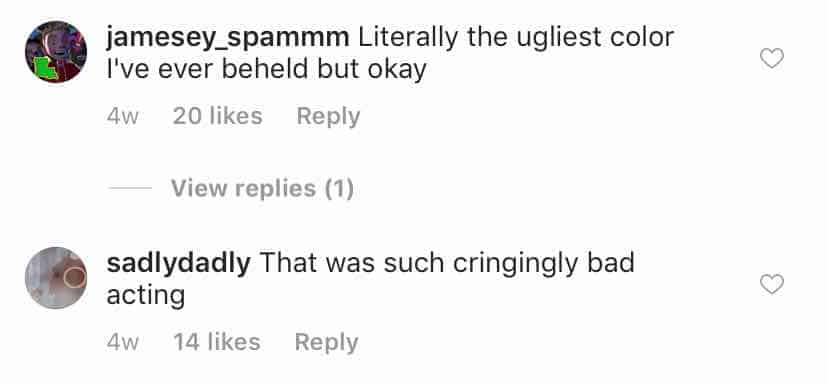 jamesey_spammm Literally the ugliest color
I've ever beheld but okay
4w 20 likes Reply
View replies (1)
sadlydadly That was such cringingly bad
acting
4w 14 likes Reply